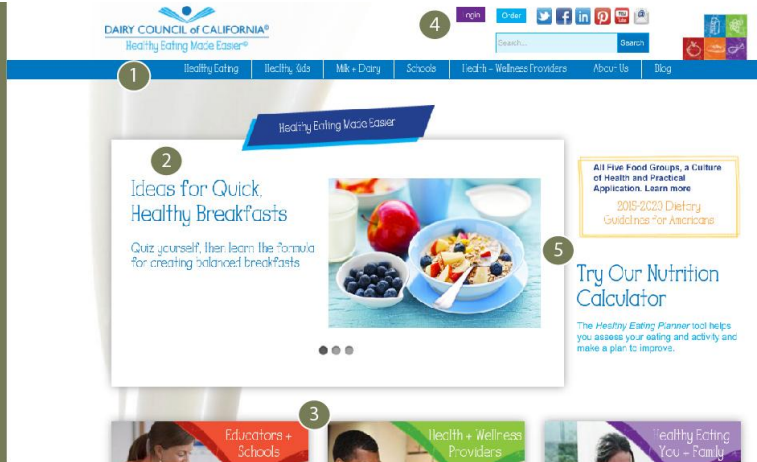 DAIRY COUNCIL of CALIFORNIA®
Healthy Eating Made Easier®
4
Login
Order
Search...
Search
1
Healthy Eating
Healthy Kids
Milk + Dairy
Schools
Health + Wellness Providers
About Us
Blog
Healthy Eating Made Easier
2
Ideas for Quick,
Healthy Breakfasts
Quiz yourself, then learn the formula
for creating balanced breakfasts
All Five Food Groups, a Culture
of Health and Practical
Application. Learn more
2015-2020 Dietary
Guidelines for Americans
5
Try Our Nutrition
Calculator
The Healthy Eating Planner tool helps
you assess your eating and activity and
make a plan to improve.
3
Educators +
Schools
Health + Wellness
Providers
Healthy Eating
You + Family